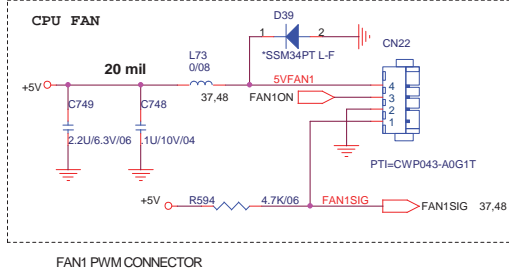 CPU FAN
D39
1
2
*SSM34PT L-F
CN22
L73
0/08
20 mil
+5V
5VFAN1
37,48
FAN1ON
4
3
2
1
C749
C748
2.2U/6.3V/06
.1U/10V/04
PTI=CWP043-A0G1T
+5V
R594
4.7K/06
FAN1SIG
FAN1SIG
37,48
FAN1 PWM CONNECTOR